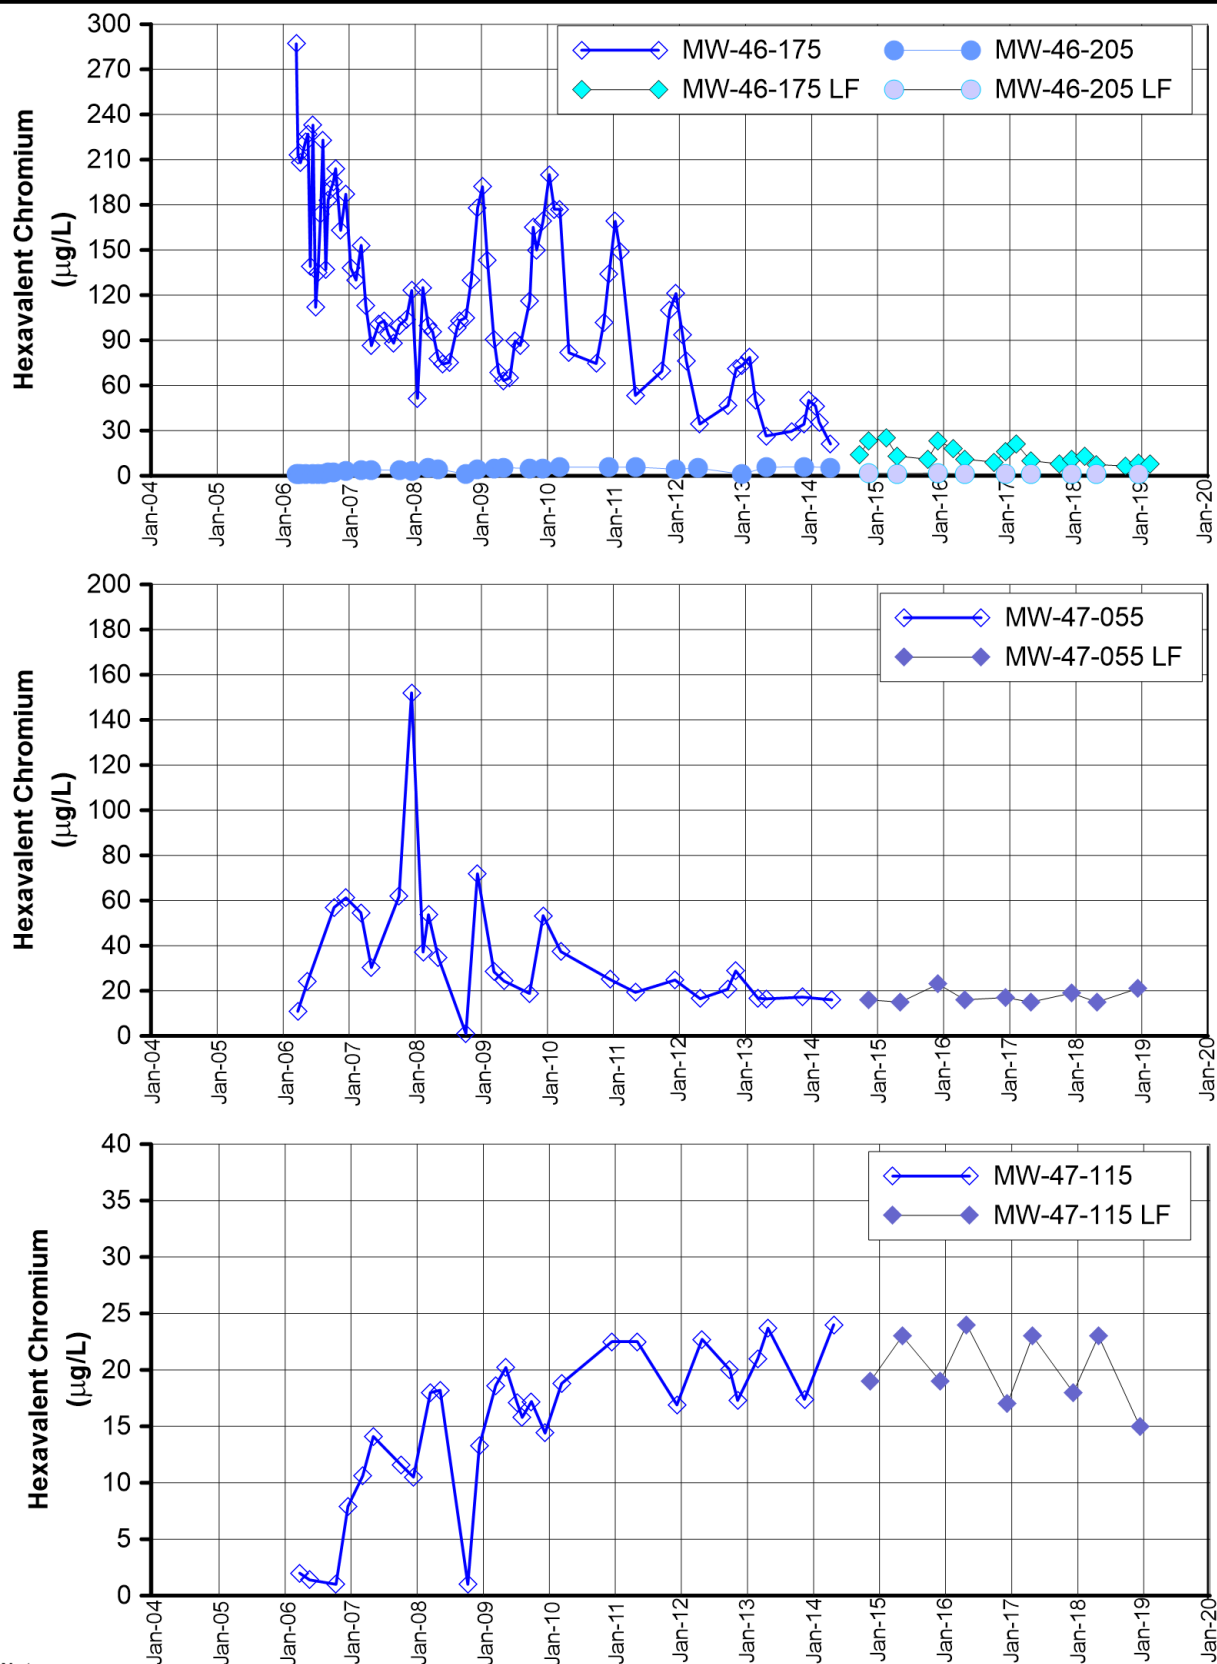 300
270
240
210
180
150
120
90
60
30
0
Hexavalent Chromium
(µg/L)
MW-46-175
MW-46-205
MW-46-175 LF
MW-46-205 LF
Jan-04
Jan-05
Jan-06
Jan-07
Jan-08
Jan-09
Jan-10
Jan-11
Jan-12
Jan-13
Jan-14
Jan-15
Jan-16
Jan-17
Jan-18
Jan-19
Jan-20
200
180
160
140
120
100
80
60
40
20
0
Hexavalent Chromium
(µg/L)
MW-47-055
MW-47-055 LF
Jan-04
Jan-05
Jan-06
Jan-07
Jan-08
Jan-09
Jan-10
Jan-11
Jan-12
Jan-13
Jan-14
Jan-15
Jan-16
Jan-17
Jan-18
Jan-19
Jan-20
40
35
30
25
20
15
10
5
0
Hexavalent Chromium
(µg/L)
MW-47-115
MW-47-115 LF
Jan-04
Jan-05
Jan-06
Jan-07
Jan-08
Jan-09
Jan-10
Jan-11
Jan-12
Jan-13
Jan-14
Jan-15
Jan-16
Jan-17
Jan-18
Jan-19
Jan-20